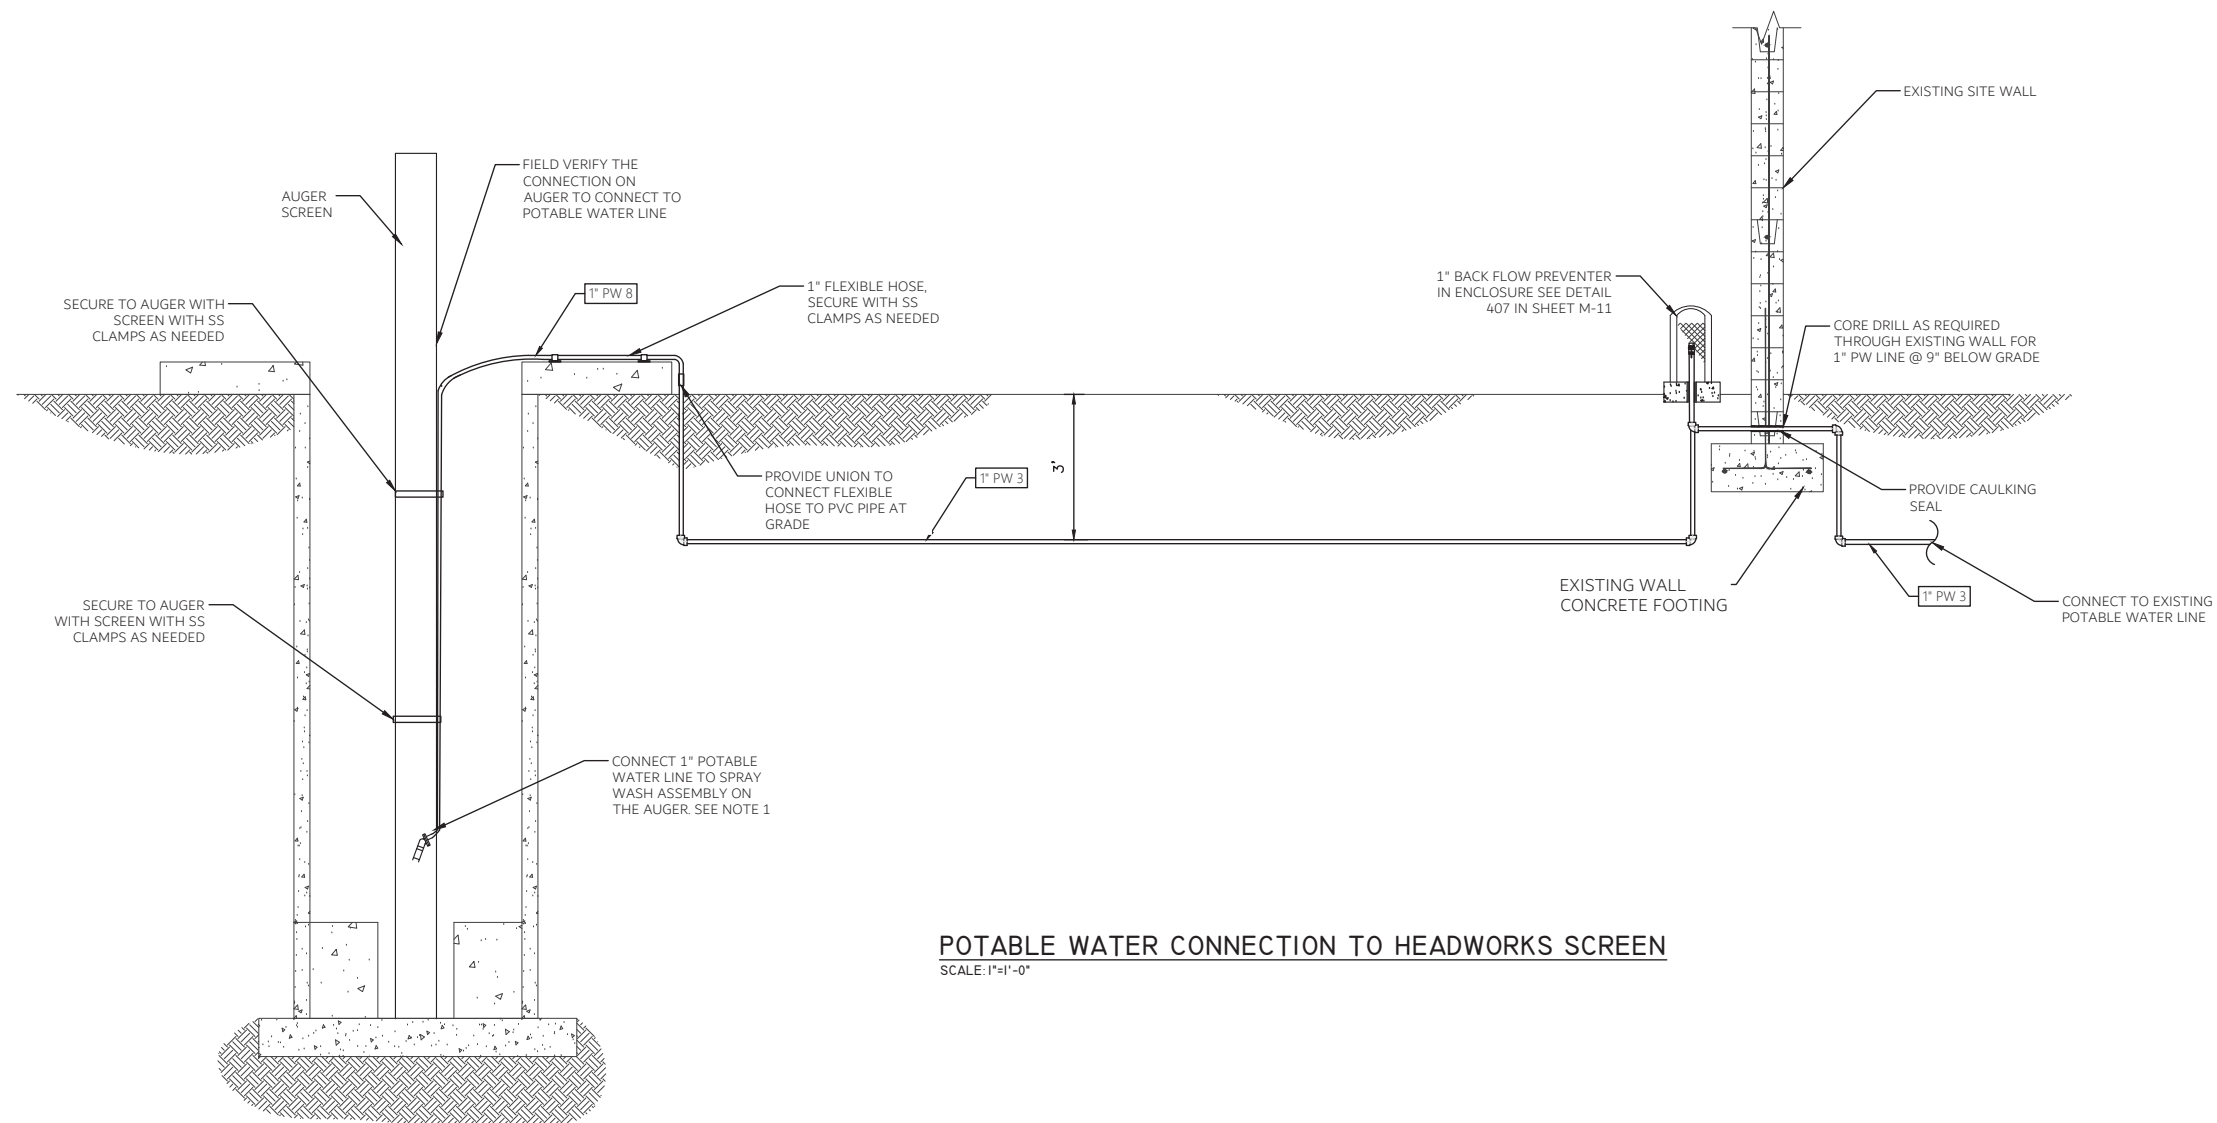 EXISTING SITE WALL
FIELD VERIFY THE
CONNECTION ON
AUGER TO CONNECT TO
POTABLE WATER LINE
AUGER
SCREEN
SECURE TO AUGER WITH
SCREEN WITH SS
CLAMPS AS NEEDED
1" PW 8
1" FLEXIBLE HOSE,
SECURE WITH SS
CLAMPS AS NEEDED
1" BACK FLOW PREVENTER
IN ENCLOSURE SEE DETAIL
407 IN SHEET M-11
CORE DRILL AS REQUIRED
THROUGH EXISTING WALL FOR
1" PW LINE @ 9" BELOW GRADE
PROVIDE UNION TO
CONNECT FLEXIBLE
HOSE TO PVC PIPE AT
GRADE
1" PW 3
3'
PROVIDE CAULKING
SEAL
EXISTING WALL
CONCRETE FOOTING
1" PW 3
CONNECT TO EXISTING
POTABLE WATER LINE
SECURE TO AUGER
WITH SCREEN WITH SS
CLAMPS AS NEEDED
CONNECT 1" POTABLE
WATER LINE TO SPRAY
WASH ASSEMBLY ON
THE AUGER. SEE NOTE 1
POTABLE WATER CONNECTION TO HEADWORKS SCREEN
SCALE: 1"=1'-0"